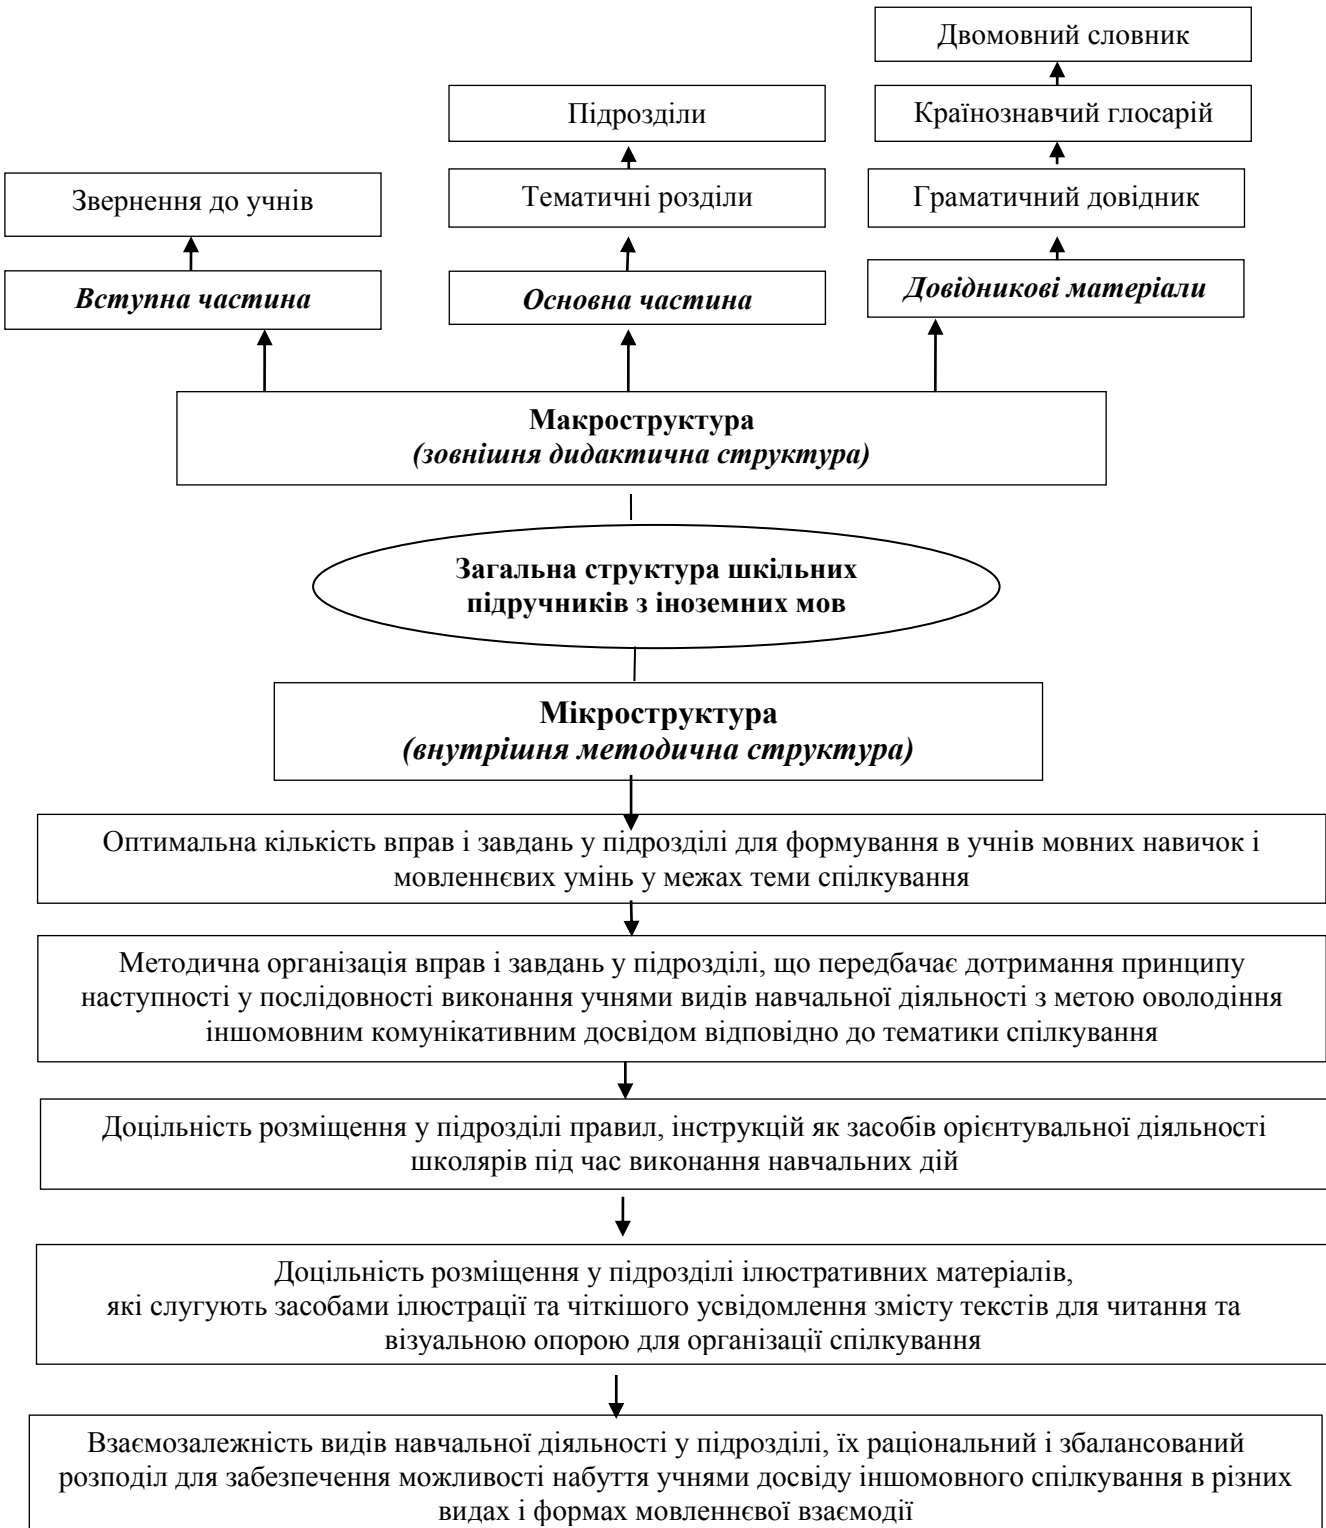 Двомовний словник
Підрозділи
Країнознавчий глосарій
Звернення до учнів
Тематичні розділи
Граматичний довідник
Вступна частина
Основна частина
Довідникові матеріали
Макроструктура
(зовнішня дидактична структура)
Загальна структура шкільних
підручників з іноземних мов
Мікроструктура
(внутрішня методична структура)
Оптимальна кількість вправ і завдань у підрозділі для формування в учнів мовних навичок і
мовленнєвих умінь у межах теми спілкування
Методична організація вправ і завдань у підрозділі, що передбачає дотримання принципу
наступності у послідовності виконання учнями видів навчальної діяльності з метою оволодіння
іншомовним комунікативним досвідом відповідно до тематики спілкування
Доцільність розміщення у підрозділі правил, інструкцій як засобів орієнтувальної діяльності
школярів під час виконання навчальних дій
Доцільність розміщення у підрозділі ілюстративних матеріалів,
які слугують засобами ілюстрації та чіткішого усвідомлення змісту текстів для читання та
візуальною опорою для організації спілкування
Взаємозалежність видів навчальної діяльності у підрозділі, їх раціональний і збалансований
розподіл для забезпечення можливості набуття учнями досвіду іншомовного спілкування в різних
видах і формах мовленнєвої взаємодії